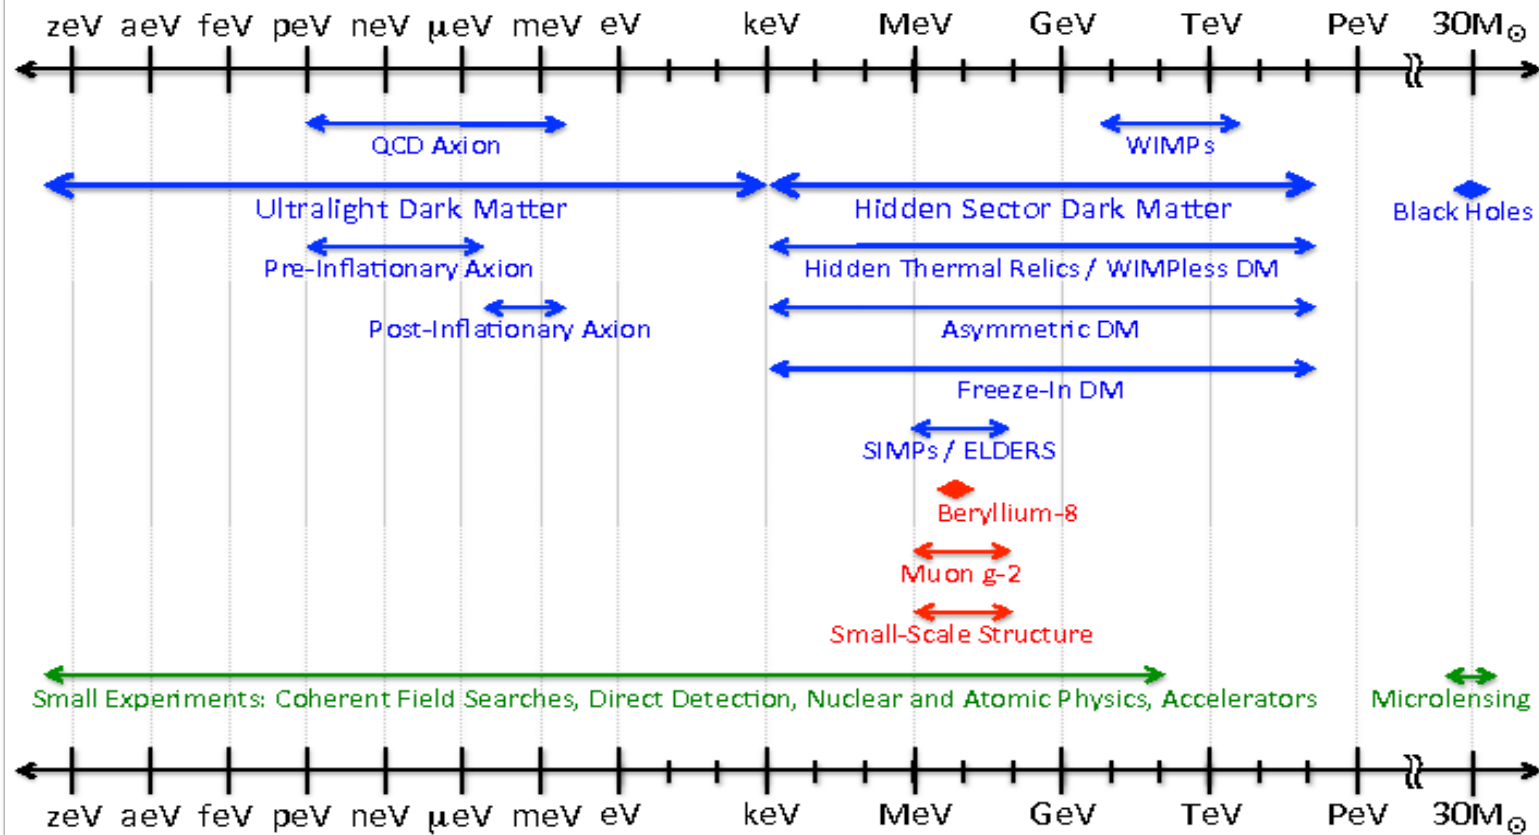 zeV aeV feV peV neV μeV meV eV keV MeV GeV TeV PeV 30M⊙
QCD Axion WIMPs
Ultralight Dark Matter Hidden Sector Dark Matter Black Holes
Pre-Inflationary Axion Hidden Thermal Relics / WIMPless DM
Post-Inflationary Axion Asymmetric DM
Freeze-In DM
SIMPs / ELDERS
Beryllium-8
Muon g-2
Small-Scale Structure
Small Experiments: Coherent Field Searches, Direct Detection, Nuclear and Atomic Physics, Accelerators Microlensing
zeV aeV feV peV neV μeV meV eV keV MeV GeV TeV PeV 30M⊙